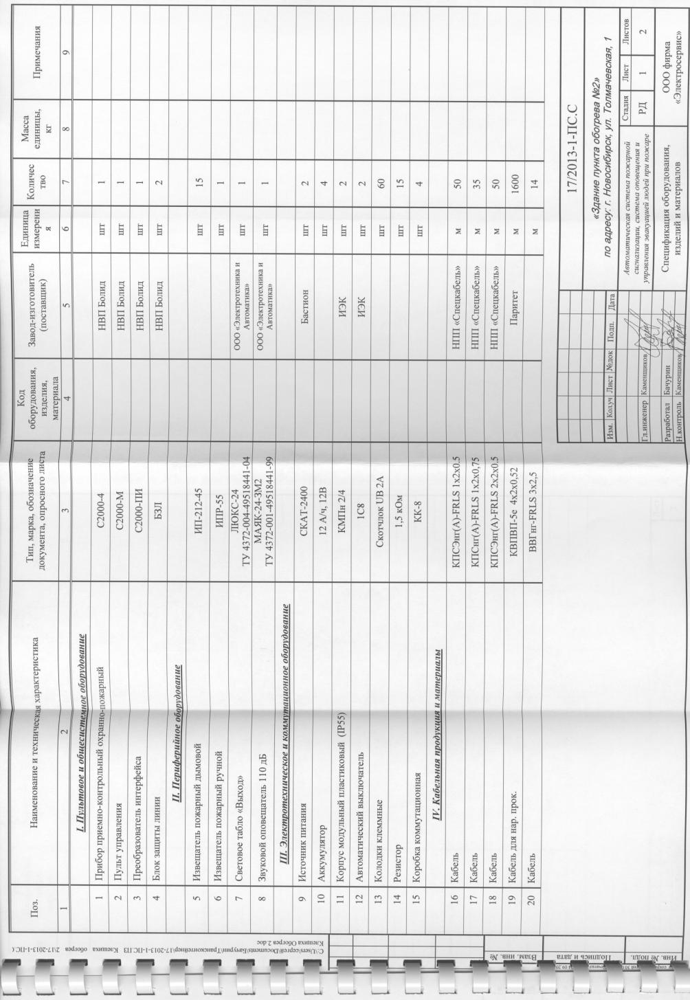 Поз.
Наименование и техническая характеристика
Тип, марка, обозначение
документа, опросного листа
Код
оборудования,
изделия,
материала
Завод-изготовитель
(поставщик)
Единица
измерени
я
Количес
тво
Масса
единицы,
кг
Примечания
1 2 3 4 5 6 7 8 9
I. Пультовое и общесистемное оборудование
1 Прибор приемно-контрольный охранно-пожарный С2000-4 НВП Болид шт 1
2 Пульт управления С2000-М НВП Болид шт 1
3 Преобразователь интерфейса С2000-ПИ НВП Болид шт 1
4 Блок защиты линии БЗЛ НВП Болид шт 2
II. Периферийное оборудование
5 Извещатель пожарный дымовой ИП-212-45 шт 15
6 Извещатель пожарный ручной ИПР-55 шт 1
7 Световое табло «Выход» ЛЮКС-24 ООО «Электротехника и шт 1
ТУ 4372-004-49518441-04 Автоматика»
8 Звуковой оповещатель 110 дБ МАЯК-24-3М2 ООО «Электротехника и шт 1
ТУ 4372-001-49518441-99 Автоматика»
III. Электротехническое и коммутационное оборудование
9 Источник питания СКАТ-2400 Бастион шт 2
10 Аккумулятор 12 А/ч, 12В шт 4
11 Корпус модульный пластиковый (IP55) КМПн 2/4 ИЭК шт 2
12 Автоматический выключатель 1С8 ИЭК шт 2
13 Колодки клеммные Скотчлок UB 2A шт 60
14 Резистор 1,5 кОм шт 15
15 Коробка коммутационная КК-8 шт 4
IV. Кабельная продукция и материалы
16 Кабель КПСЭнг(А)-FRLS 1х2х0.5 НПП «Спецкабель» м 50
17 Кабель КПСнг(А)-FRLS 1х2х0,75 НПП «Спецкабель» м 35
18 Кабель КПСЭнг(А)-FRLS 2х2х0.5 НПП «Спецкабель» м 50
19 Кабель для нар. прок. КВПВП-5е 4х2х0,52 Паритет м 1600
20 Кабель ВВГнг-FRLS 3х2,5 м 14
17/2013-1-ПС.С
«Здание пункта обогрева №2»
по адресу: г. Новосибирск, ул. Толмачевская, 1
Изм. Кол.уч Лист №док Подп. Дата
Гл.инженер Каменщиков
Разработал Бачурин
Н.контроль Каменщиков
Автоматическая система пожарной
сигнализации, система оповещения и
управления эвакуацией людей при пожаре
Стадия Лист Листов
РД 1 2
Спецификация оборудования,
изделий и материалов
ООО фирма
«Электросервис»
C:\Users\сергей\Documents\Бачурин\Трансконтейнер\17-2013-1-ПС.ПЗ Клещиха обогрев 2\17-2013-1-ПС.(
Клещиха Обогрев 2.doc
Взам. инв. №
Подпись и дата
Инв. № подл.